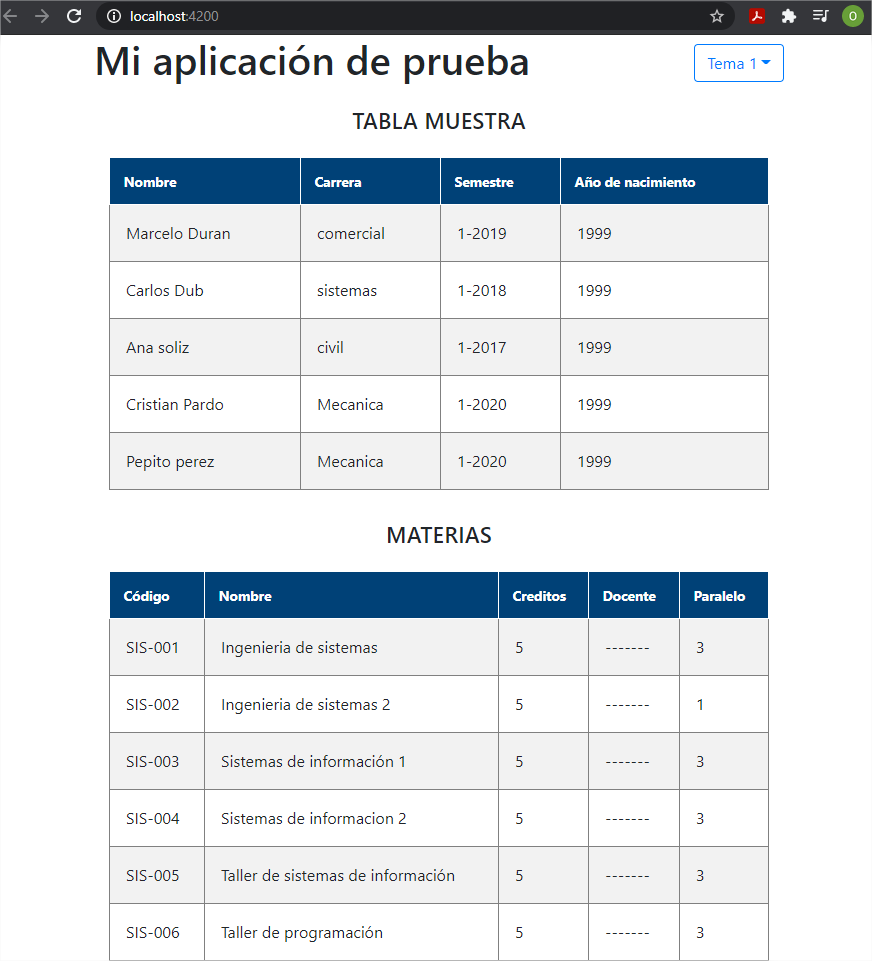 localhost:4200
O
Mi aplicación de prueba
Tema 1
TABLA MUESTRA
Nombre Carrera Semestre Año de nacimiento
Marcelo Duran comercial 1-2019 1999
Carlos Dub sistemas 1-2018 1999
Ana soliz civil 1-2017 1999
Cristian Pardo Mecanica 1-2020 1999
Pepito perez Mecanica 1-2020 1999
MATERIAS
Código Nombre Creditos Docente Paralelo
SIS-001 Ingenieria de sistemas 5 ------- 3
SIS-002 Ingenieria de sistemas 2 5 ------- 1
SIS-003 Sistemas de información 1 5 ------- 3
SIS-004 Sistemas de informacion 2 5 ------- 3
SIS-005 Taller de sistemas de información 5 ------- 3
SIS-006 Taller de programación 5 ------- 3